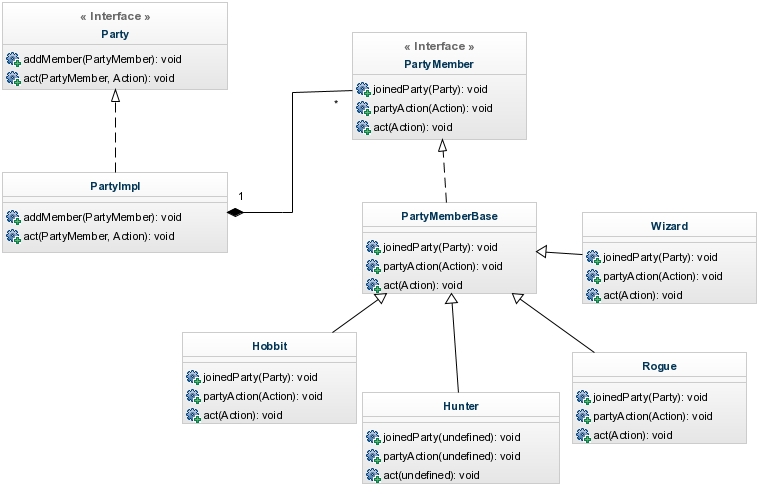 « Interface »
Party
addMember(PartyMember): void
act(PartyMember, Action): void
« Interface »
PartyMember
joinedParty(Party): void
partyAction(Action): void
act(Action): void
*
PartyImpl
addMember(PartyMember): void
act(PartyMember, Action): void
1
PartyMemberBase
joinedParty(Party): void
partyAction(Action): void
act(Action): void
Wizard
joinedParty(Party): void
partyAction(Action): void
act(Action): void
Hobbit
joinedParty(Party): void
partyAction(Action): void
act(Action): void
Hunter
joinedParty(undefined): void
partyAction(undefined): void
act(undefined): void
Rogue
joinedParty(Party): void
partyAction(Action): void
act(Action): void